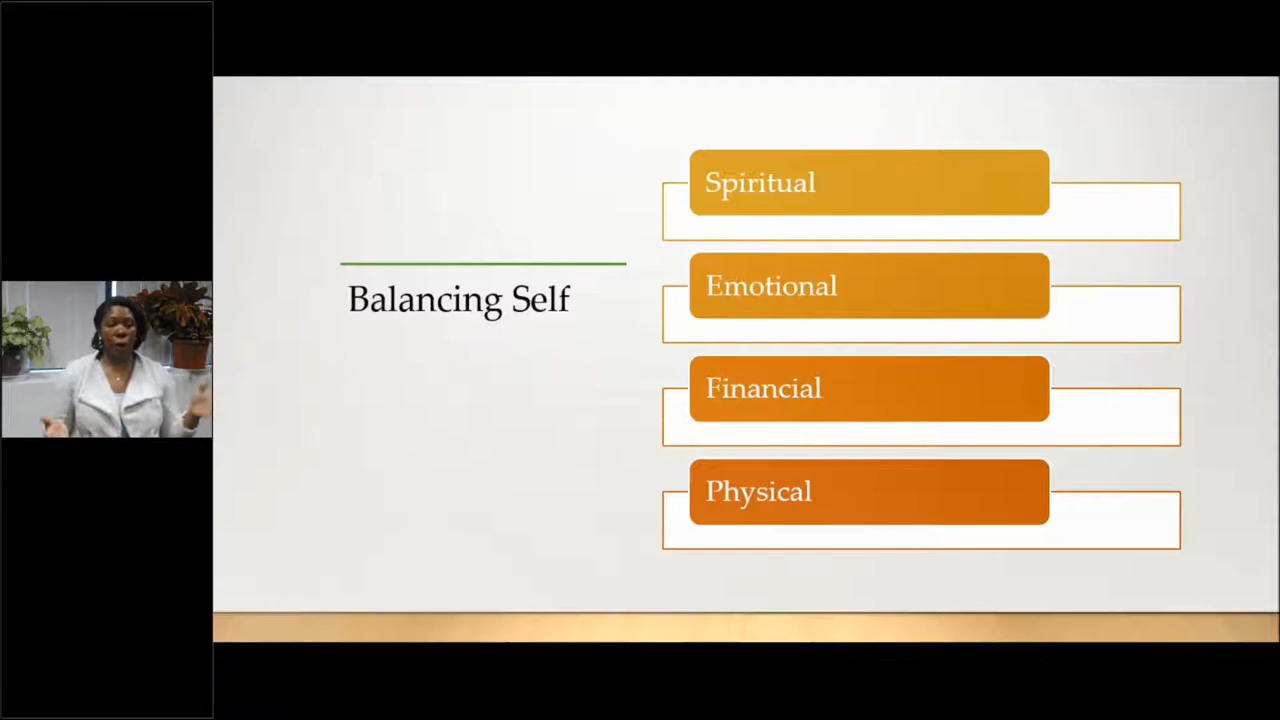 Balancing Self
Spiritual
Emotional
Financial
Physical